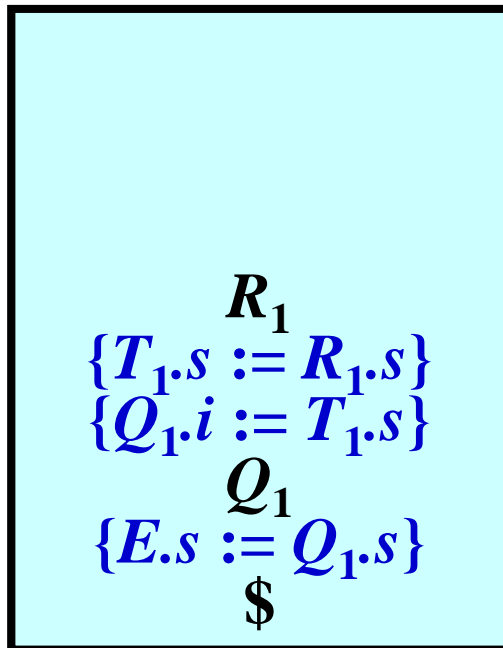 R₁
{T₁.s := R₁.s}
{Q₁.i := T₁.s}
Q₁
{E.s := Q₁.s}
$